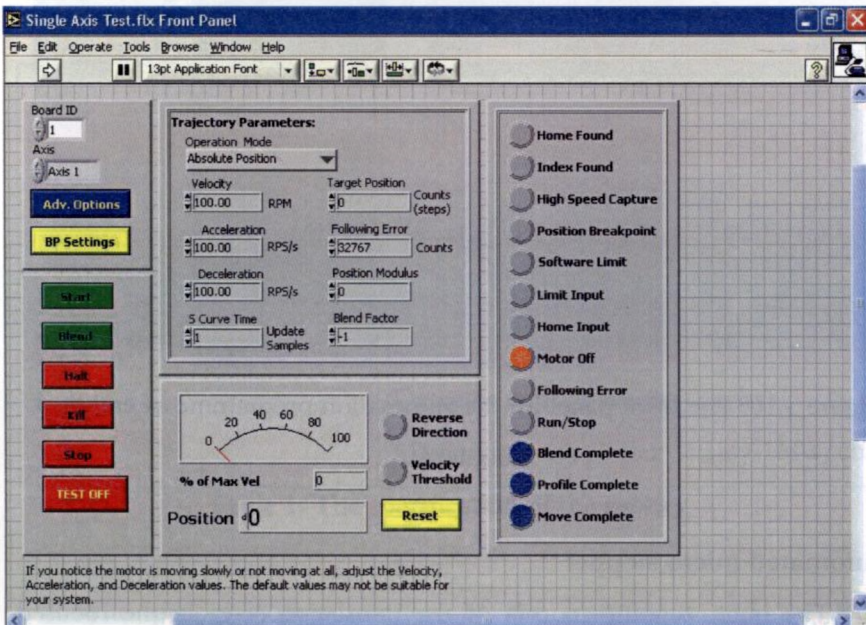 Single Axis Test.flx Front Panel
File Edit Operate Tools Browse Window Help
13pt Application Font
Board ID
1
Axis
Axis 1
Adv. Options
BP Settings
Start
Blend
Halt
Kill
Stop
TEST OFF
Trajectory Parameters:
Operation Mode
Absolute Position
Velocity
100.00 RPM
Target Position
0 Counts (steps)
Acceleration
100.00 RPS/s
Following Error
32767 Counts
Deceleration
100.00 RPS/s
Position Modulus
0
S Curve Time
1 Update Samples
Blend Factor
-1
0 20 40 60 80 100
Reverse Direction
Velocity Threshold
% of Max Vel 0
Position 0
Reset
Home Found
Index Found
High Speed Capture
Position Breakpoint
Software Limit
Limit Input
Home Input
Motor Off
Following Error
Run/Stop
Blend Complete
Profile Complete
Move Complete
If you notice the motor is moving slowly or not moving at all, adjust the Velocity,
Acceleration, and Deceleration values. The default values may not be suitable for
your system.